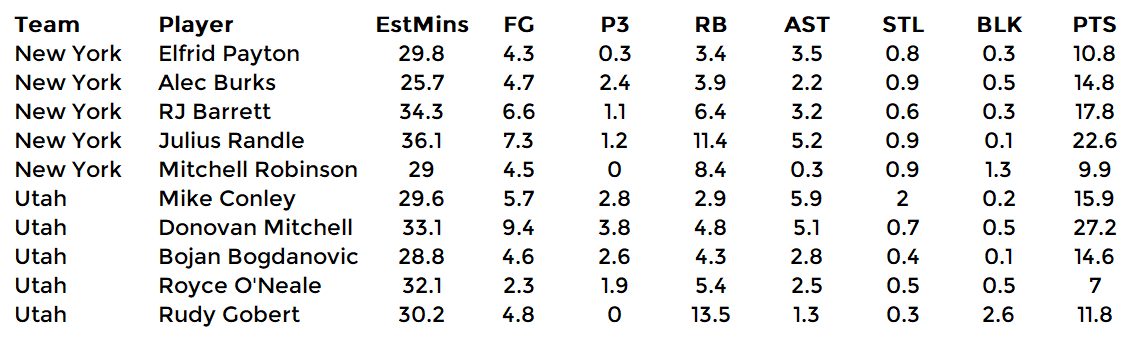 Team Player EstMins FG P3 RB AST STL BLK PTS
New York Elfrid Payton 29.8 4.3 0.3 3.4 3.5 0.8 0.3 10.8
New York Alec Burks 25.7 4.7 2.4 3.9 2.2 0.9 0.5 14.8
New York RJ Barrett 34.3 6.6 1.1 6.4 3.2 0.6 0.3 17.8
New York Julius Randle 36.1 7.3 1.2 11.4 5.2 0.9 0.1 22.6
New York Mitchell Robinson 29 4.5 0 8.4 0.3 0.9 1.3 9.9
Utah Mike Conley 29.6 5.7 2.8 2.9 5.9 2 0.2 15.9
Utah Donovan Mitchell 33.1 9.4 3.8 4.8 5.1 0.7 0.5 27.2
Utah Bojan Bogdanovic 28.8 4.6 2.6 4.3 2.8 0.4 0.1 14.6
Utah Royce O'Neale 32.1 2.3 1.9 5.4 2.5 0.5 0.5 7
Utah Rudy Gobert 30.2 4.8 0 13.5 1.3 0.3 2.6 11.8